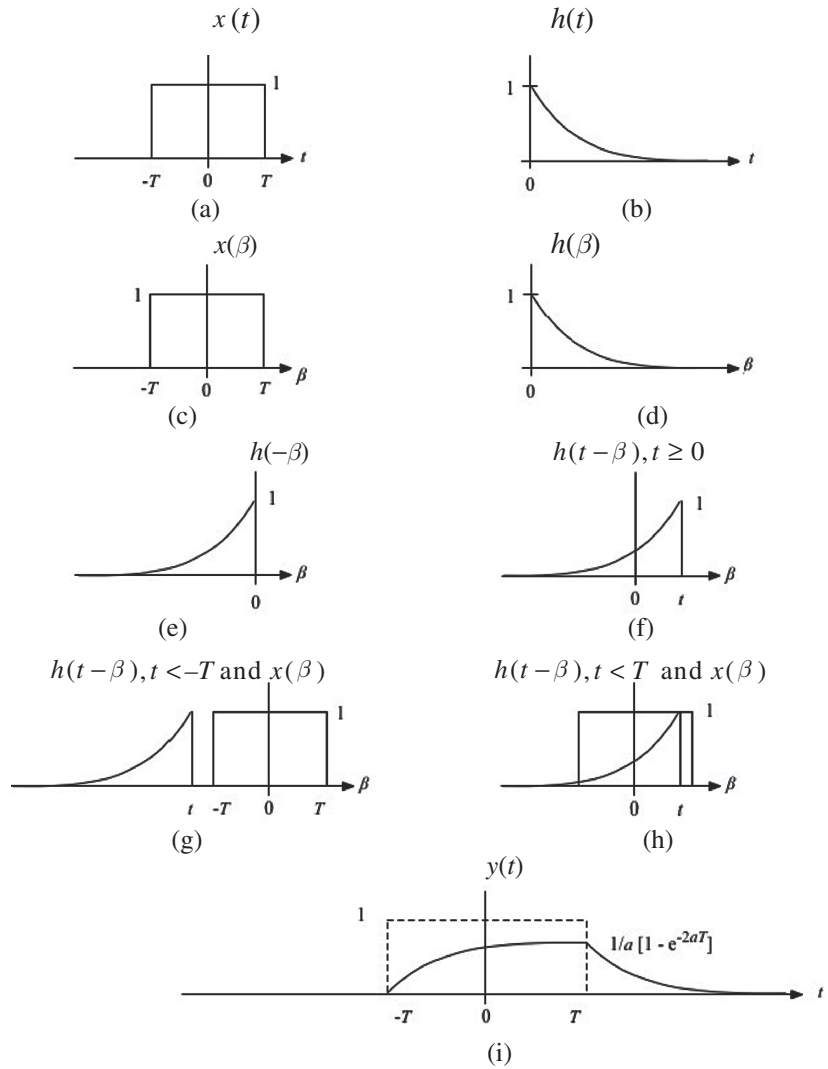 x(t)
h(t)
1
1
t
t
-T 0 T
0
(a)
(b)
x(β)
h(β)
1
1
β
β
-T 0 T
0
(c)
(d)
h(−β)
h(t−β), t ≥ 0
1
1
β
β
0
0 t
(e)
(f)
h(t−β), t <–T and x(β)
h(t−β), t < T and x(β)
1
1
β
β
t -T 0 T
0 t
(g)
(h)
y(t)
1
1/a [1 - e^-2aT]
t
-T 0 T
(i)